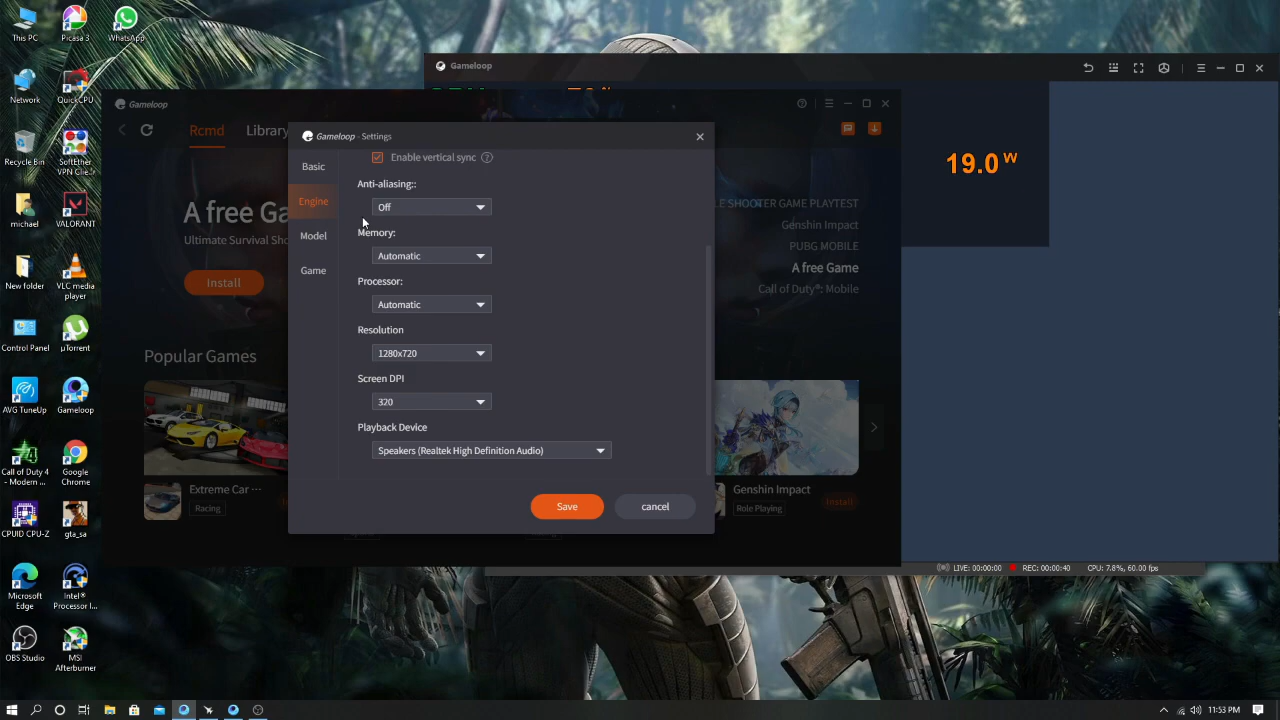 This PC
Picasa 3
WhatsApp
Network
QuickCPU
Recycle Bin
SoftEther
VPN Clie...
michael
VALORANT
New folder
VLC media
player
Control Panel
µTorrent
AVG TuneUp
Gameloop
Call of Duty 4
- Modern ...
Google
Chrome
CPUID CPU-Z
gta_sa
Microsoft
Edge
Intel®
Processor I...
OBS Studio
MSI
Afterburner
Gameloop
19.0 W
Gameloop
Rcmd
Library
A free Ga
Ultimate Survival Sho
Install
LE SHOOTER GAME PLAYTEST
Genshin Impact
PUBG MOBILE
A free Game
Call of Duty®: Mobile
Popular Games
Extreme Car ···
Racing
Genshin Impact
Role Playing
Install
Gameloop - Settings
Basic
Engine
Model
Game
Enable vertical sync ?
Anti-aliasing::
Off
Memory:
Automatic
Processor:
Automatic
Resolution
1280x720
Screen DPI
320
Playback Device
Speakers (Realtek High Definition Audio)
Save
cancel
LIVE: 00:00:00
REC: 00:00:40
CPU: 7.8%, 60.00 fps
11:53 PM